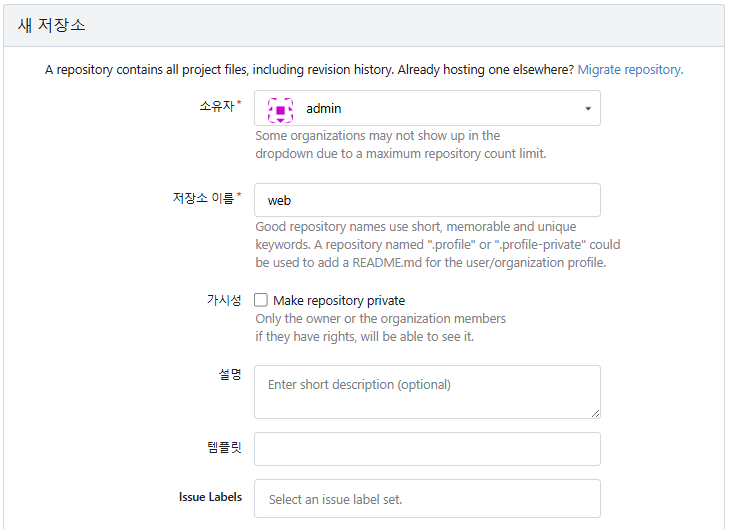 새 저장소
A repository contains all project files, including revision history. Already hosting one elsewhere? Migrate repository.
소유자*
admin
Some organizations may not show up in the
dropdown due to a maximum repository count limit.
저장소 이름*
web
Good repository names use short, memorable and unique
keywords. A repository named ".profile" or ".profile-private" could
be used to add a README.md for the user/organization profile.
가시성
Make repository private
Only the owner or the organization members
if they have rights, will be able to see it.
설명
Enter short description (optional)
템플릿
Issue Labels
Select an issue label set.